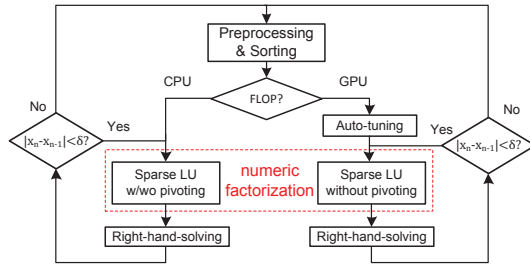 Preprocessing
& Sorting
CPU
GPU
FLOP?
No
No
Auto-tuning
Yes
Yes
|xₙ-xₙ₋₁|<δ?
|xₙ-xₙ₋₁|<δ?
Sparse LU
w/wo pivoting
numeric
factorization
Sparse LU
without pivoting
Right-hand-solving
Right-hand-solving